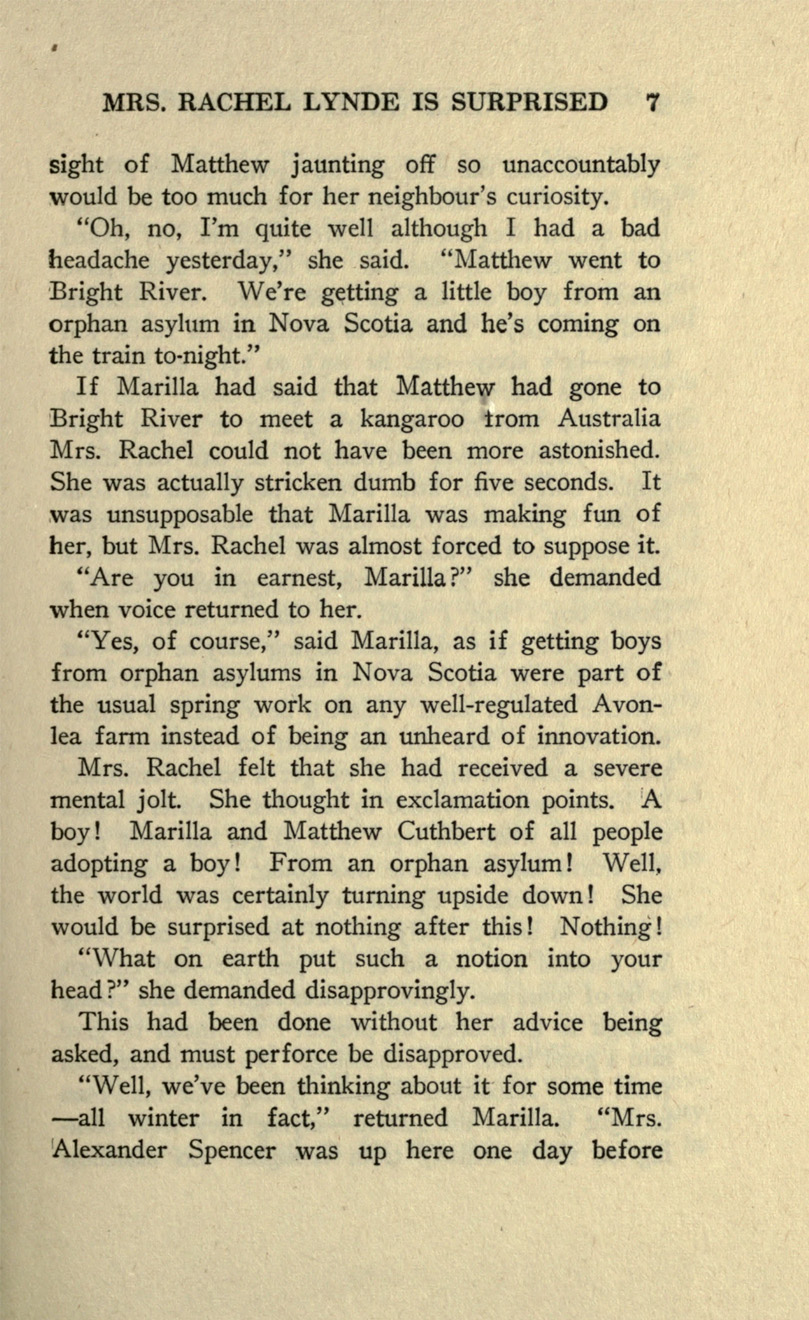 MRS. RACHEL LYNDE IS SURPRISED 7
sight of Matthew jaunting off so unaccountably
would be too much for her neighbour's curiosity.
"Oh, no, I'm quite well although I had a bad
headache yesterday," she said. "Matthew went to
Bright River. We're getting a little boy from an
orphan asylum in Nova Scotia and he's coming on
the train to-night."
If Marilla had said that Matthew had gone to
Bright River to meet a kangaroo from Australia
Mrs. Rachel could not have been more astonished.
She was actually stricken dumb for five seconds. It
was unsupposable that Marilla was making fun of
her, but Mrs. Rachel was almost forced to suppose it.
"Are you in earnest, Marilla?" she demanded
when voice returned to her.
"Yes, of course," said Marilla, as if getting boys
from orphan asylums in Nova Scotia were part of
the usual spring work on any well-regulated Avon-
lea farm instead of being an unheard of innovation.
Mrs. Rachel felt that she had received a severe
mental jolt. She thought in exclamation points. A
boy! Marilla and Matthew Cuthbert of all people
adopting a boy! From an orphan asylum! Well,
the world was certainly turning upside down! She
would be surprised at nothing after this! Nothing!
"What on earth put such a notion into your
head?" she demanded disapprovingly.
This had been done without her advice being
asked, and must perforce be disapproved.
"Well, we've been thinking about it for some time
—all winter in fact," returned Marilla. "Mrs.
Alexander Spencer was up here one day before